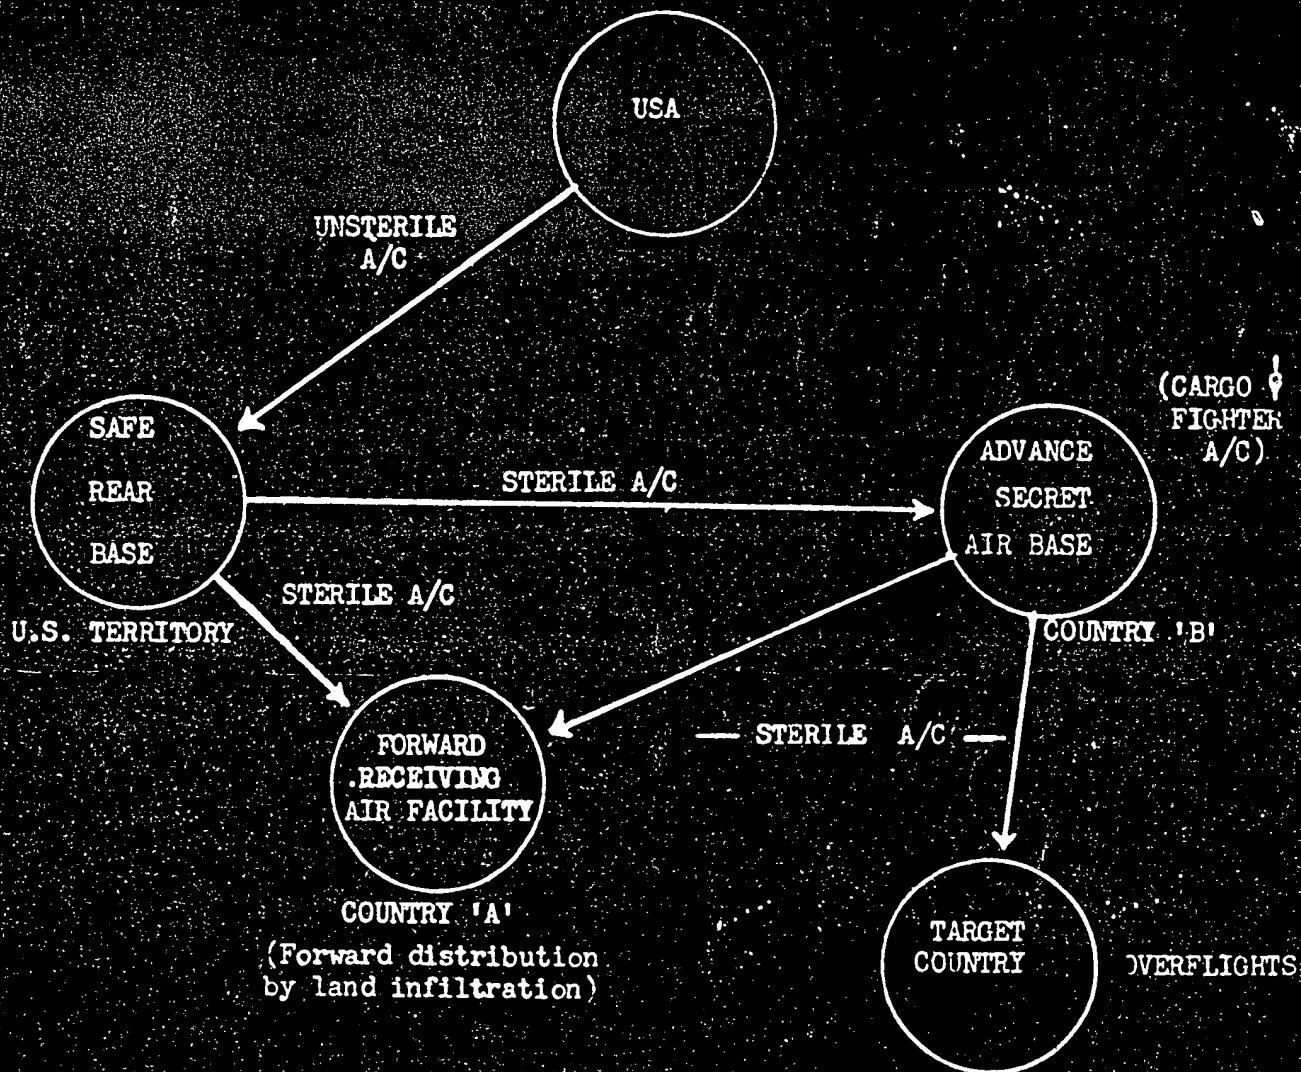 USA
UNSTERILE
A/C
(CARGO &
FIGHTER
A/C)
SAFE
REAR
BASE
U.S. TERRITORY
STERILE A/C
ADVANCE
SECRET
AIR BASE
COUNTRY 'B'
STERILE A/C
FORWARD
RECEIVING
AIR FACILITY
COUNTRY 'A'
(Forward distribution
by land infiltration)
— STERILE A/C —
TARGET
COUNTRY
OVERFLIGHTS